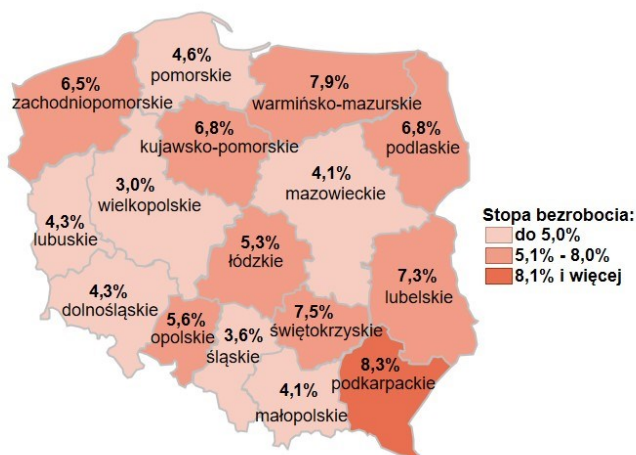 4,6%
pomorskie
6,5%
zachodniopomorskie
7,9%
warmińsko-mazurskie
6,8%
kujawsko-pomorskie
6,8%
podlaskie
3,0%
wielkopolskie
4,1%
mazowieckie
4,3%
lubuskie
5,3%
łódzkie
4,3%
dolnośląskie
5,6%
opolskie
3,6%
śląskie
7,5%
świętokrzyskie
7,3%
lubelskie
4,1%
małopolskie
8,3%
podkarpackie
Stopa bezrobocia:
do 5,0%
5,1% - 8,0%
8,1% i więcej